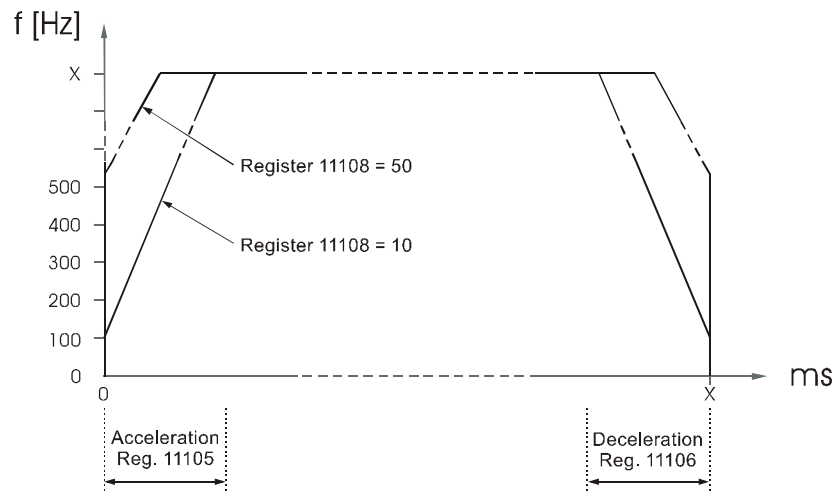 f [Hz]
X
Register 11108 = 50
500
400
Register 11108 = 10
300
200
100
0
ms
0
X
Acceleration
Reg. 11105
Deceleration
Reg. 11106